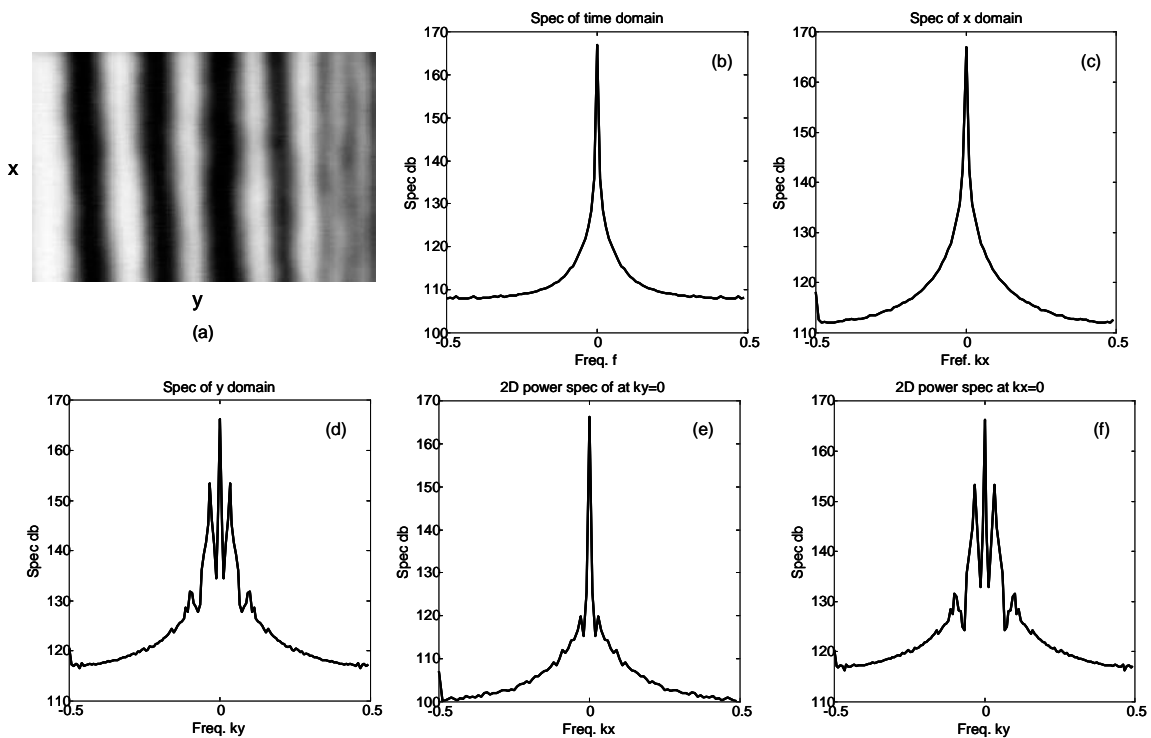 x
y
(a)
Spec of time domain
(b)
Spec db
170
160
150
140
130
120
110
100
-0.5
0
0.5
Freq. f
Spec of x domain
(c)
Spec db
170
160
150
140
130
120
110
-0.5
0
0.5
Fref. kx
Spec of y domain
(d)
Spec db
170
160
150
140
130
120
110
-0.5
0
0.5
Freq. ky
2D power spec of at ky=0
(e)
Spec db
170
160
150
140
130
120
110
100
-0.5
0
0.5
Freq. kx
2D power spec at kx=0
(f)
Spec db
170
160
150
140
130
120
110
-0.5
0
0.5
Freq. ky